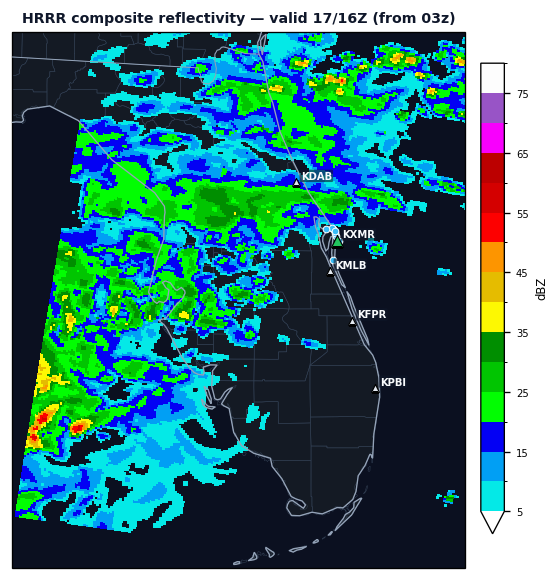 HRRR composite reflectivity — valid 17/16Z (from 03z)
KDAB
KXMR
KMLB
KFPR
KPBI
75
65
55
45
35
25
15
5
dBZ